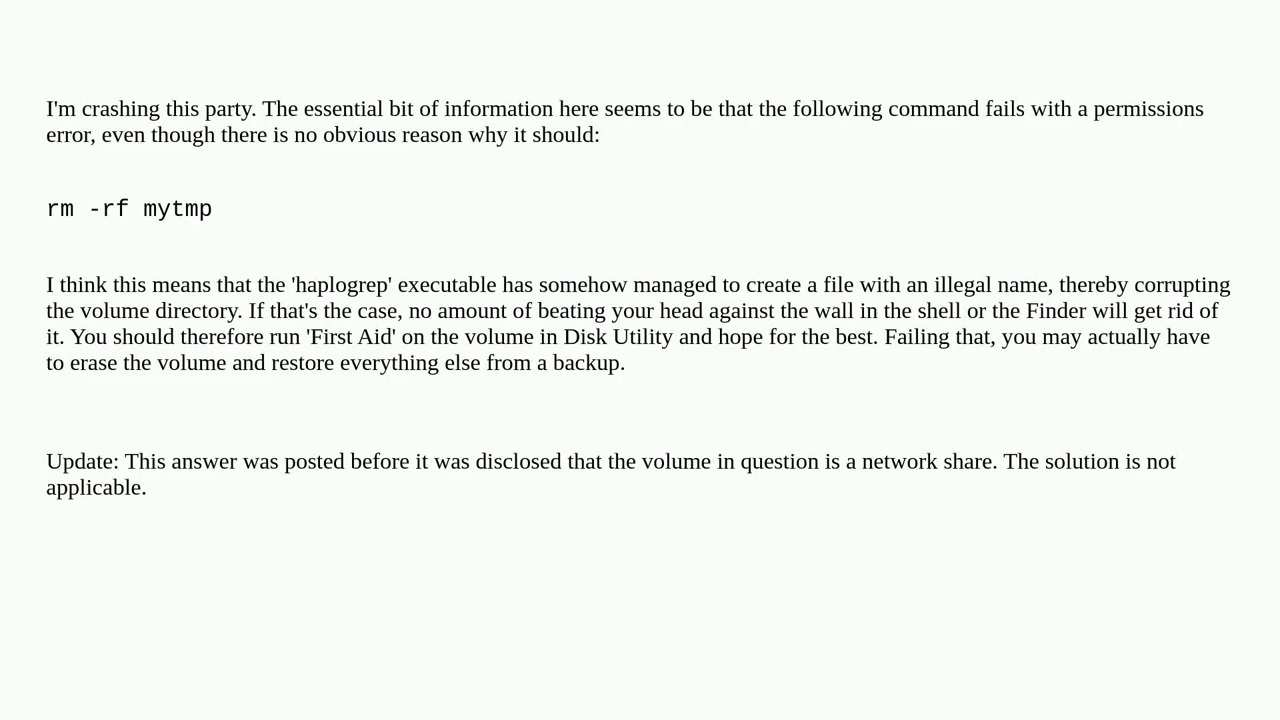 I'm crashing this party. The essential bit of information here seems to be that the following command fails with a permissions
error, even though there is no obvious reason why it should:
rm -rf mytmp
I think this means that the 'haplogrep' executable has somehow managed to create a file with an illegal name, thereby corrupting
the volume directory. If that's the case, no amount of beating your head against the wall in the shell or the Finder will get rid of
it. You should therefore run 'First Aid' on the volume in Disk Utility and hope for the best. Failing that, you may actually have
to erase the volume and restore everything else from a backup.
Update: This answer was posted before it was disclosed that the volume in question is a network share. The solution is not
applicable.